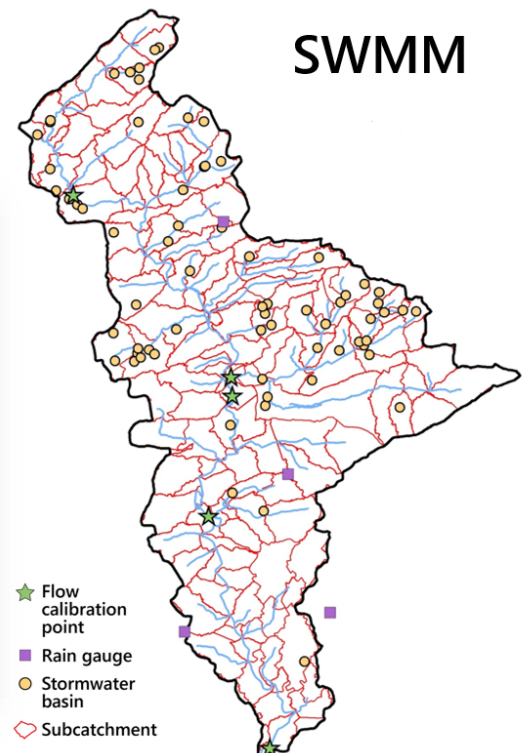 SWMM
Flow
calibration
point
Rain gauge
Stormwater
basin
Subcatchment